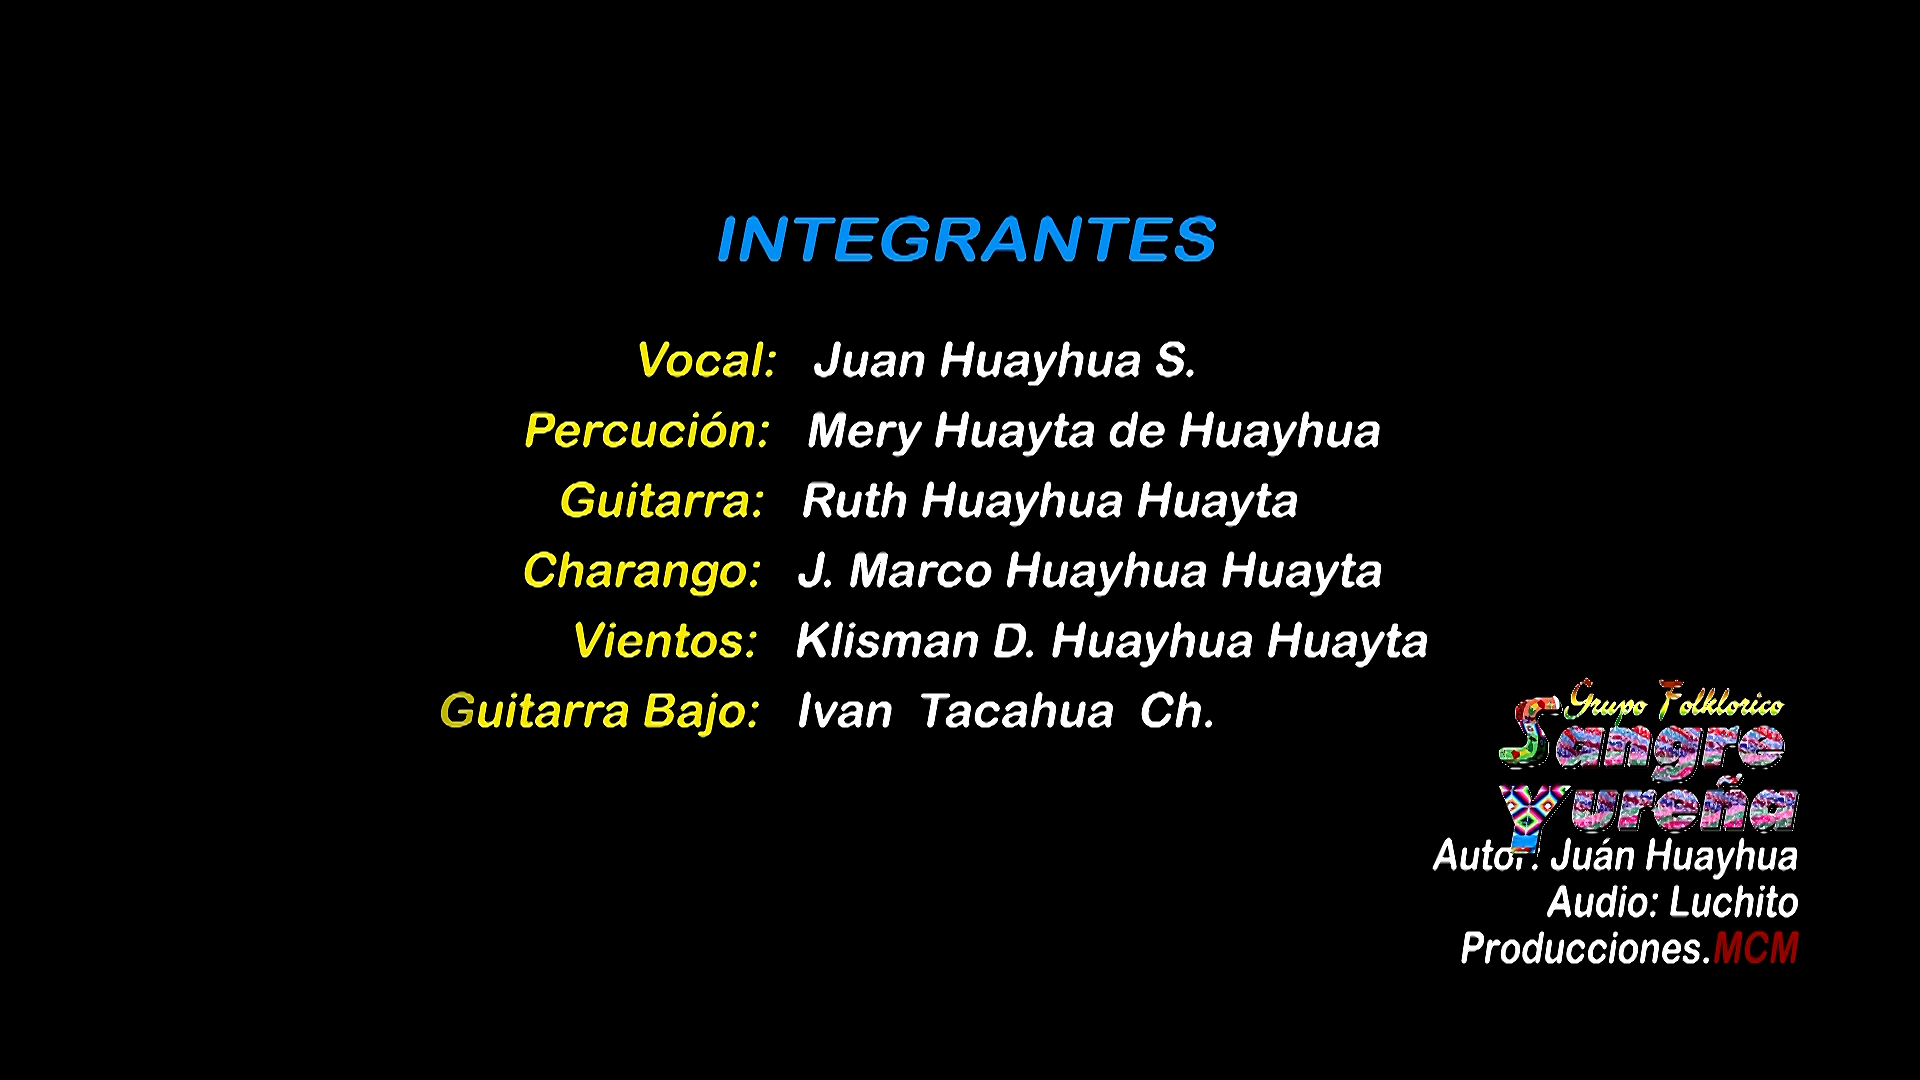 INTEGRANTES
Vocal: Juan Huayhua S.
Percución: Mery Huayta de Huayhua
Guitarra: Ruth Huayhua Huayta
Charango: J. Marco Huayhua Huayta
Vientos: Klisman D. Huayhua Huayta
Guitarra Bajo: Ivan Tacahua Ch.
Grupo Folklorico
Sangre
Yureña
Autor: Juán Huayhua
Audio: Luchito
Producciones.MCM